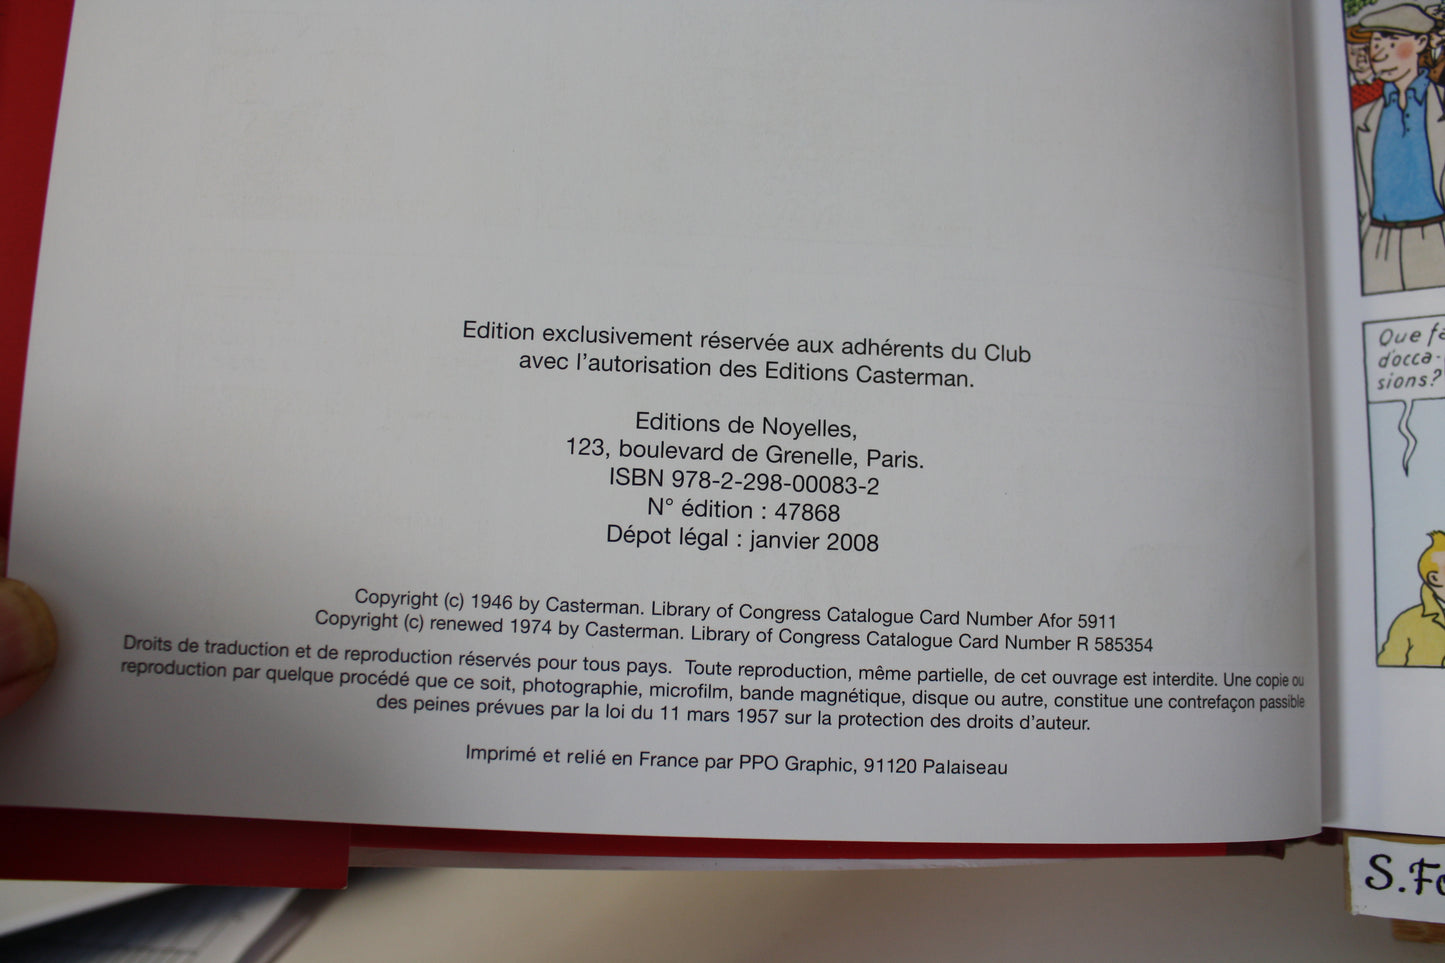 Edition exclusivement réservée aux adhérents du Club
avec l'autorisation des Editions Casterman.
Editions de Noyelles,
123, boulevard de Grenelle, Paris.
ISBN 978-2-298-00083-2
N° édition : 47868
Dépot légal : janvier 2008
Copyright (c) 1946 by Casterman. Library of Congress Catalogue Card Number Afor 5911
Copyright (c) renewed 1974 by Casterman. Library of Congress Catalogue Card Number R 585354
Droits de traduction et de reproduction réservés pour tous pays. Toute reproduction, même partielle, de cet ouvrage est interdite. Une copie ou
reproduction par quelque procédé que ce soit, photographie, microfilm, bande magnétique, disque ou autre, constitue une contrefaçon passible
des peines prévues par la loi du 11 mars 1957 sur la protection des droits d'auteur.
Imprimé et relié en France par PPO Graphic, 91120 Palaiseau
Que
d'occa-
sions?
S.